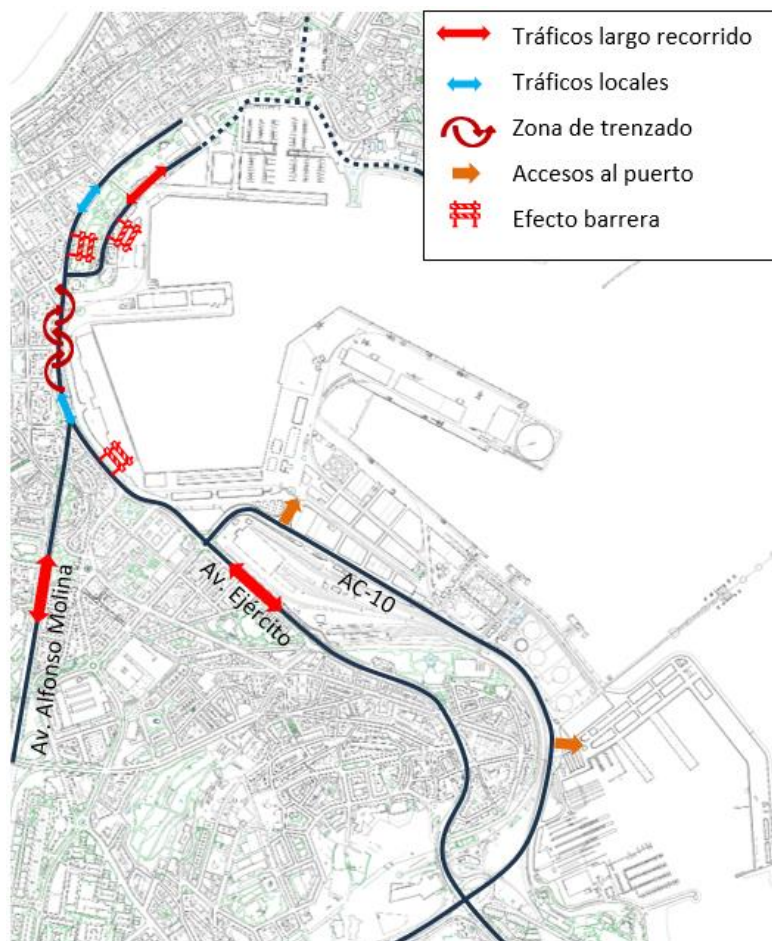 Tráficos largo recorrido
Tráficos locales
Zona de trenzado
Accesos al puerto
Efecto barrera
AC-10
Av. Ejército
Av. Alfonso Molina